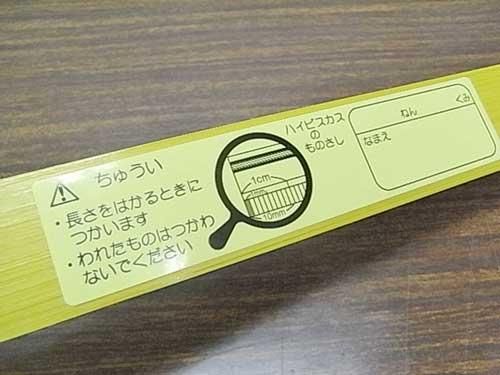 ちゅうい
・長さをはかるときに
つかいます
・われたものはつかわ
ないでください
1cm
1mm
10mm
ハイビスカス
の
ものさし
ねん くみ
なまえ